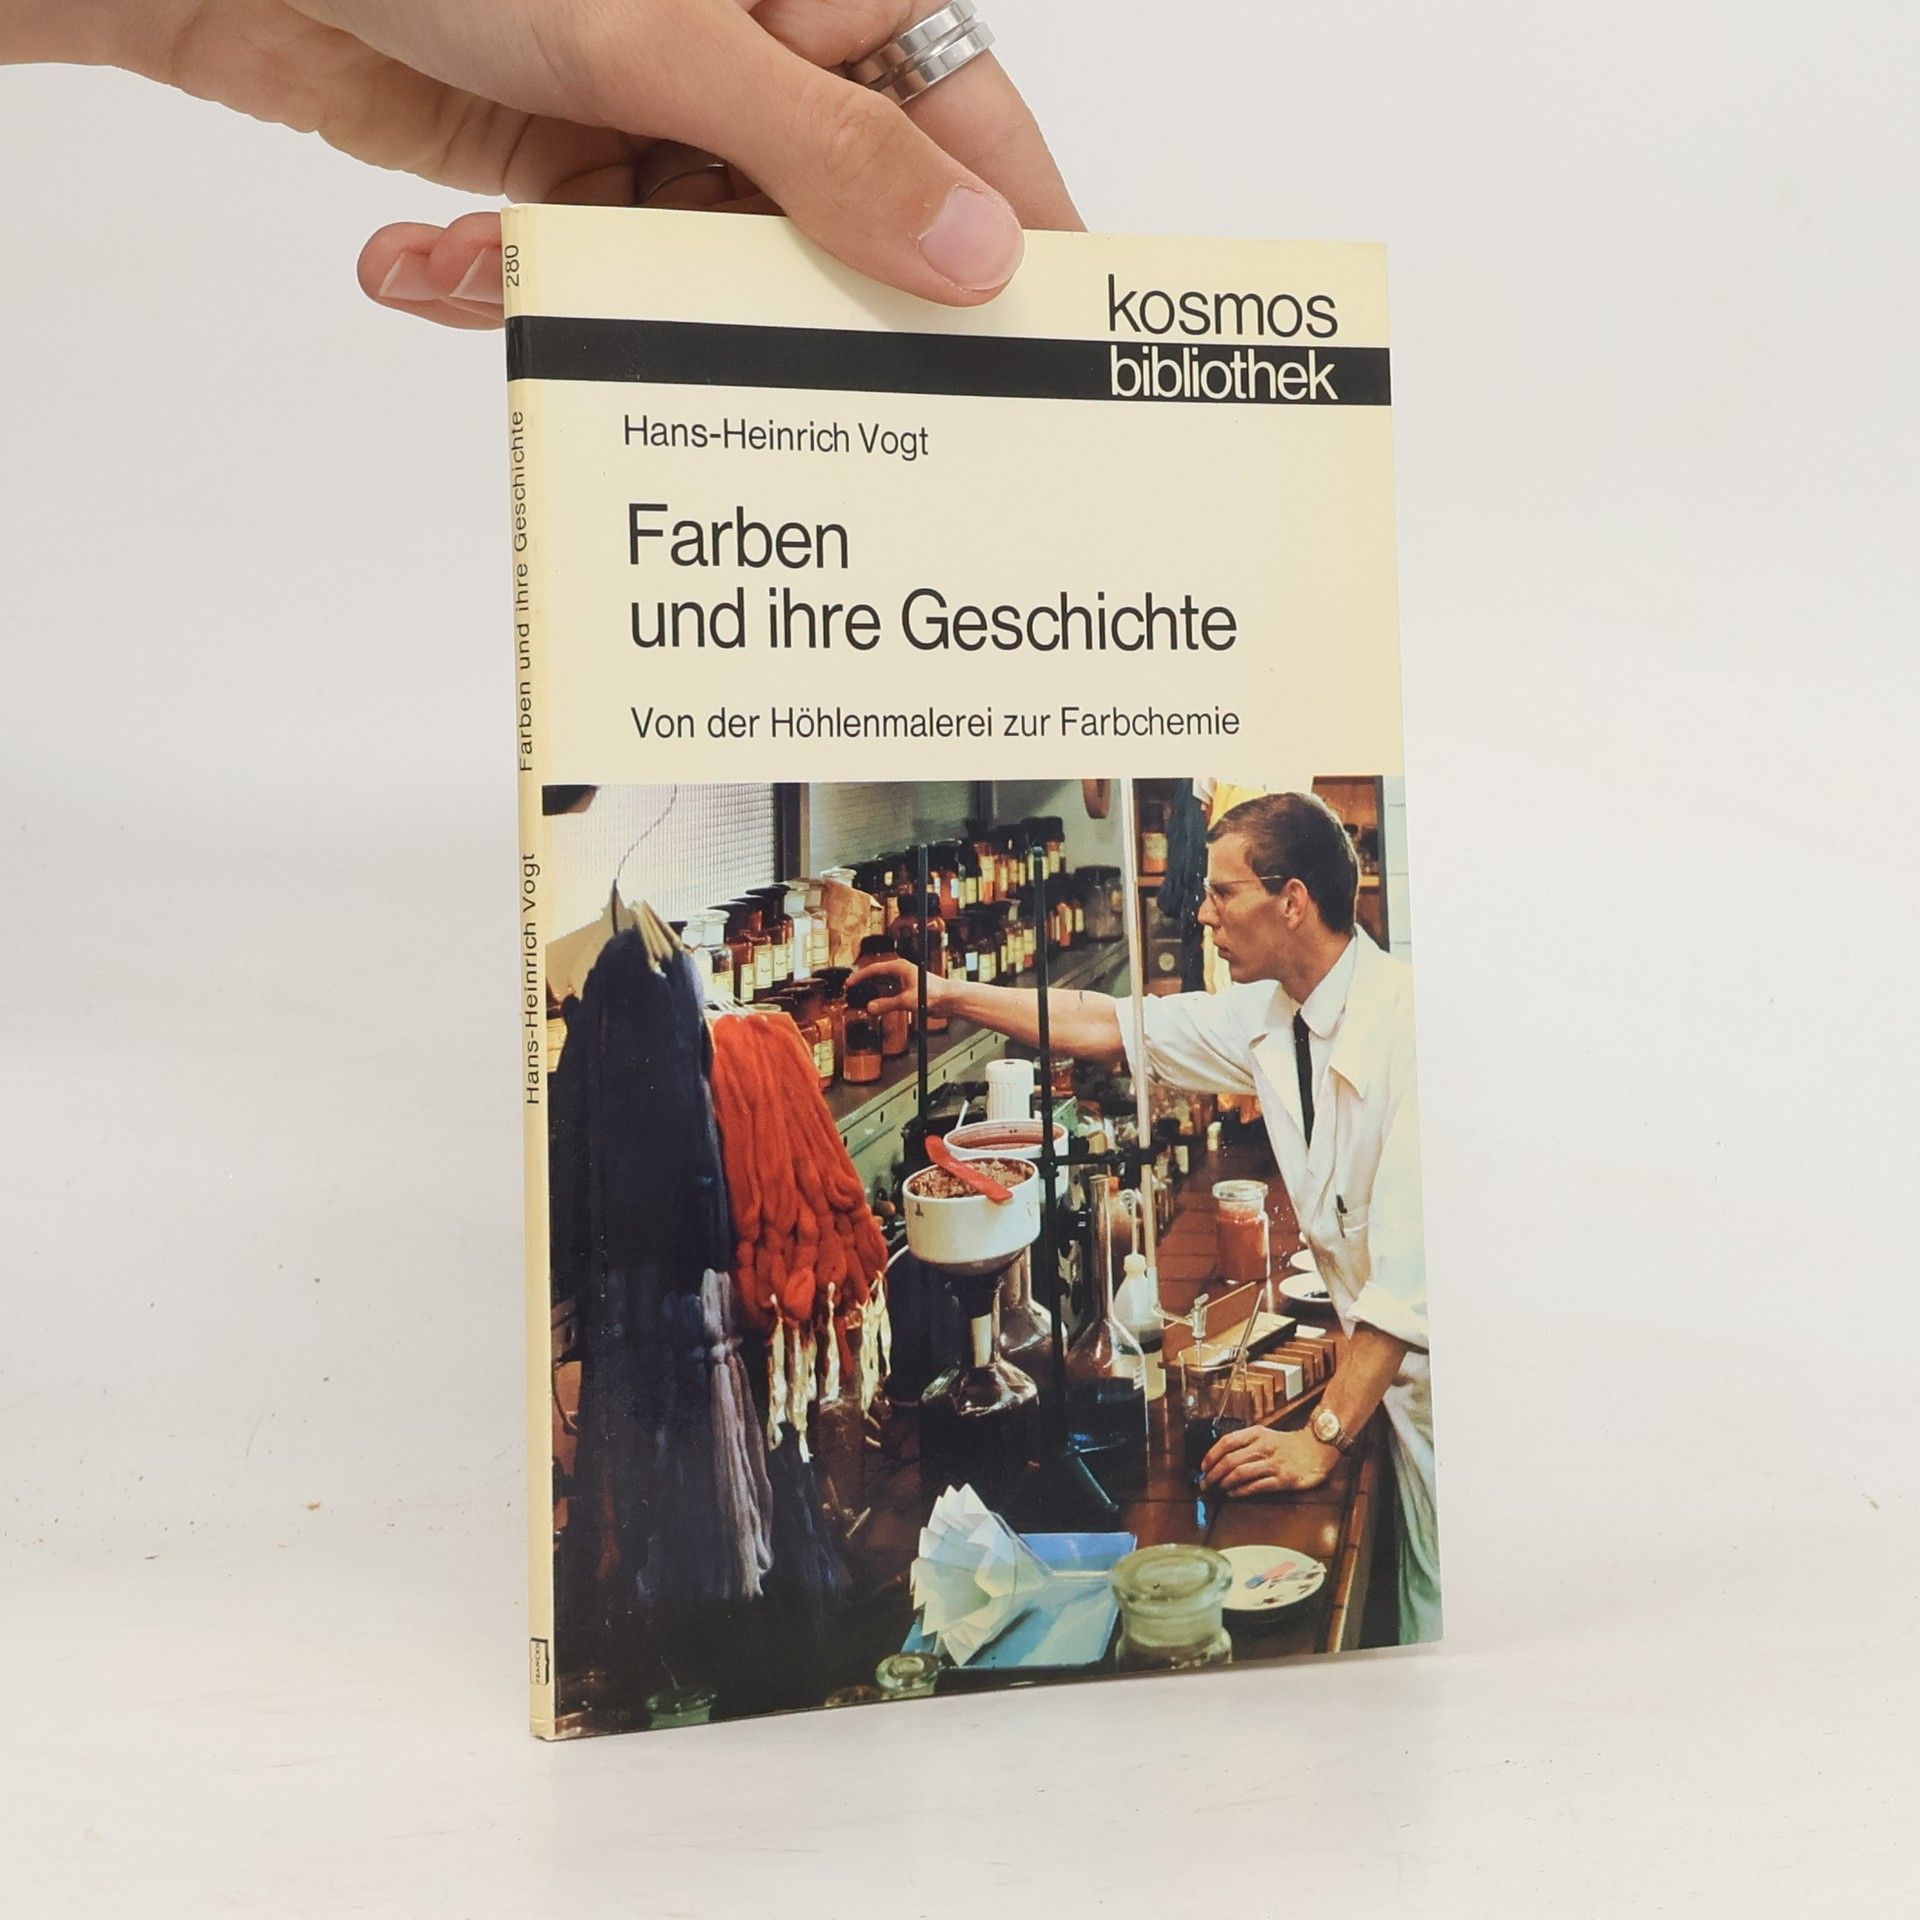 kosmos
bibliothek
Hans-Heinrich Vogt
Farben
und ihre Geschichte
Von der Höhlenmalerei zur Farbchemie
280
Farben und ihre Geschichte
Hans-Heinrich Vogt
FRANCKH